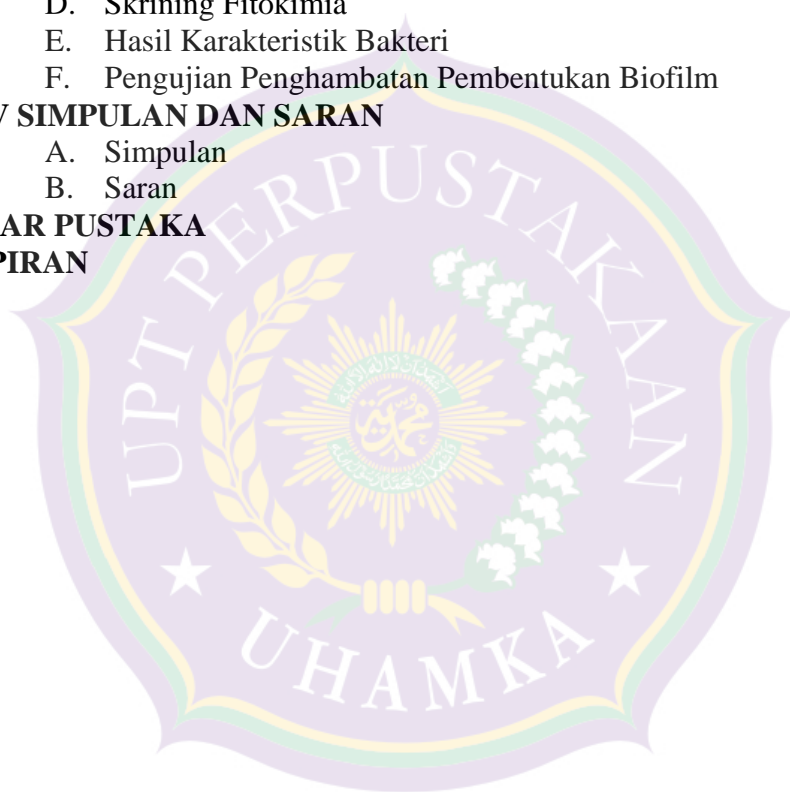 D. Skrining Fitokimia
E. Hasil Karakteristik Bakteri
F. Pengujian Penghambatan Pembentukan Biofilm
V SIMPULAN DAN SARAN
A. Simpulan
B. Saran
AR PUSTAKA
PIRAN
UPT PERPUSTAKAAN
UHAMKA